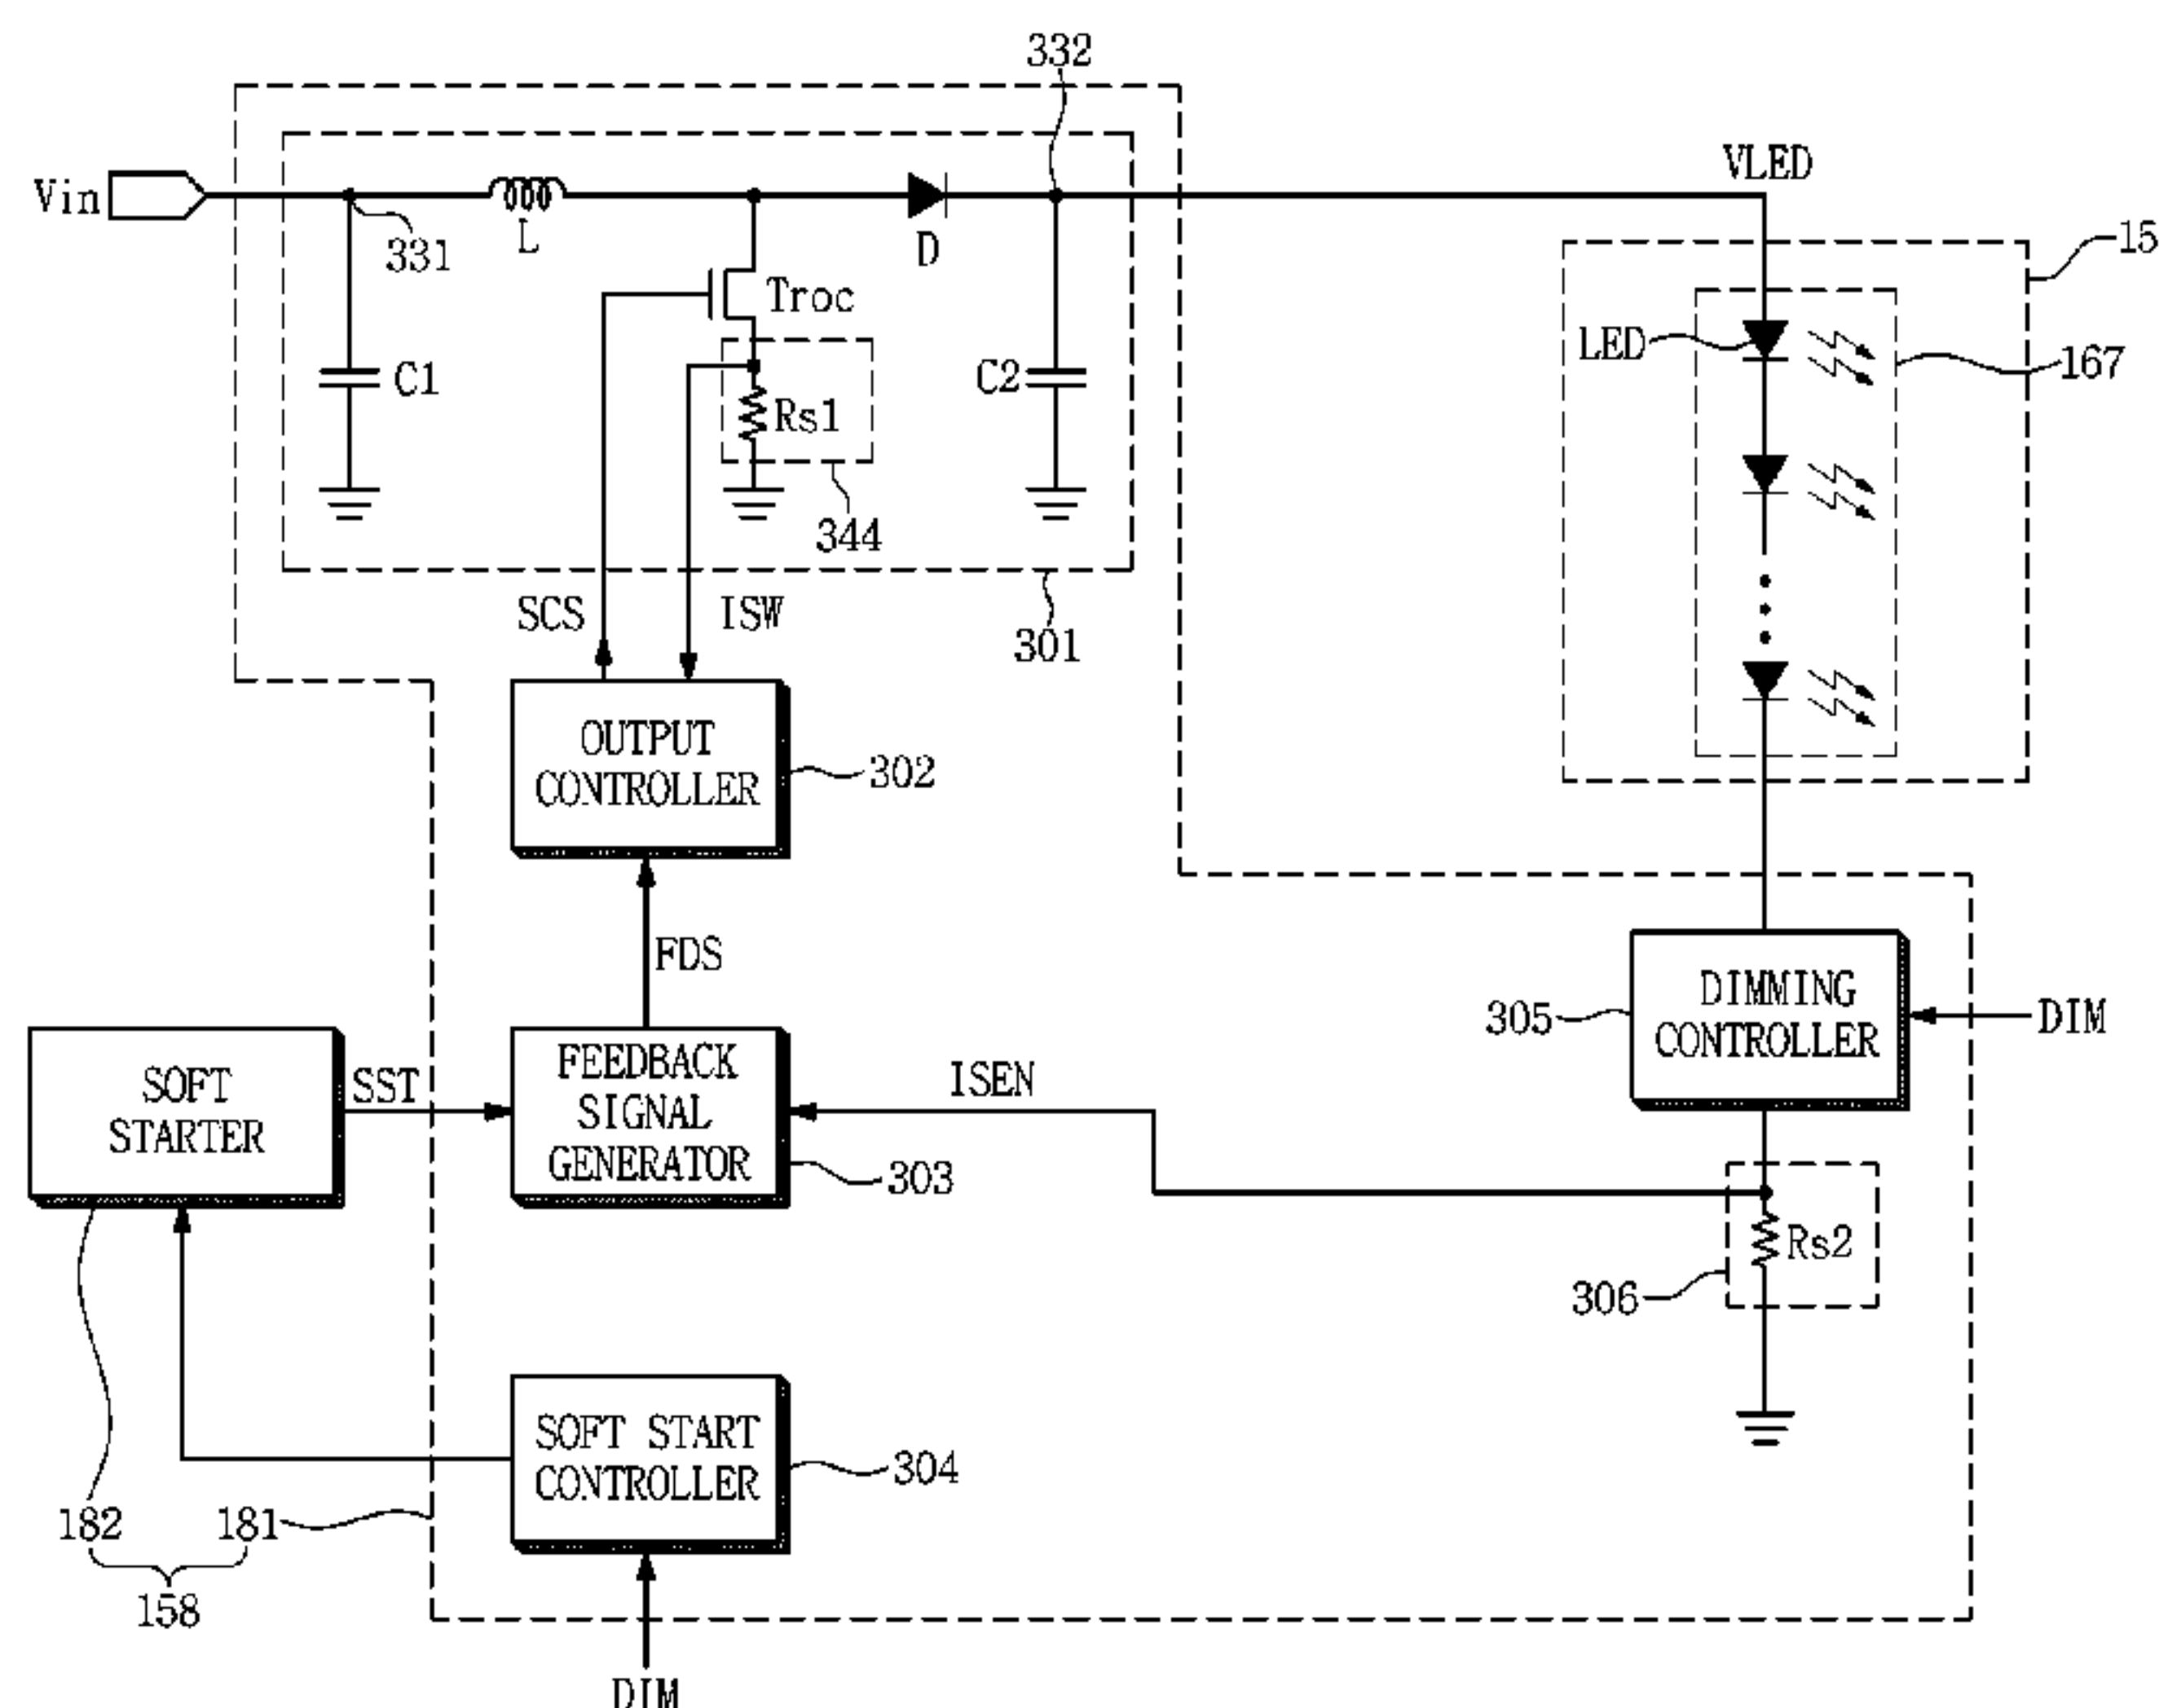 332
Vin
VLED
331
L
D
15
Troc
LED
167
C1
C2
Rs1
344
SCS
ISW
301
OUTPUT
CONTROLLER
302
FDS
305
DIMMING
CONTROLLER
DIM
SOFT
STARTER
SST
FEEDBACK
SIGNAL
GENERATOR
303
ISEN
Rs2
306
SOFT START
CONTROLLER
304
182
181
158
DIM